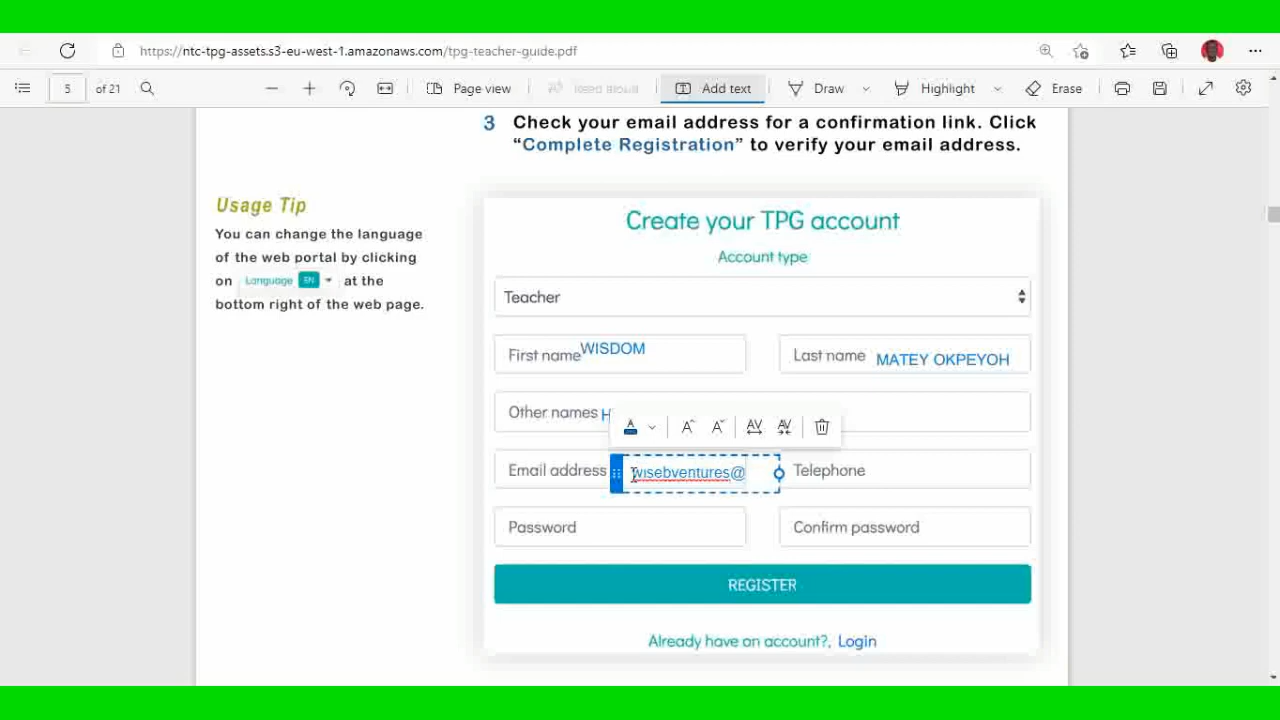 https://ntc-tpg-assets.s3-eu-west-1.amazonaws.com/tpg-teacher-guide.pdf
5 of 21 Page view Read aloud Add text Draw Highlight Erase
3 Check your email address for a confirmation link. Click
“Complete Registration” to verify your email address.
Usage Tip
You can change the language
of the web portal by clicking
on Language EN at the
bottom right of the web page.
Create your TPG account
Account type
Teacher
First name WISDOM
Last name MATEY OKPEYOH
Other names H
Email address wisebventures@
Telephone
Password
Confirm password
REGISTER
Already have an account?, Login